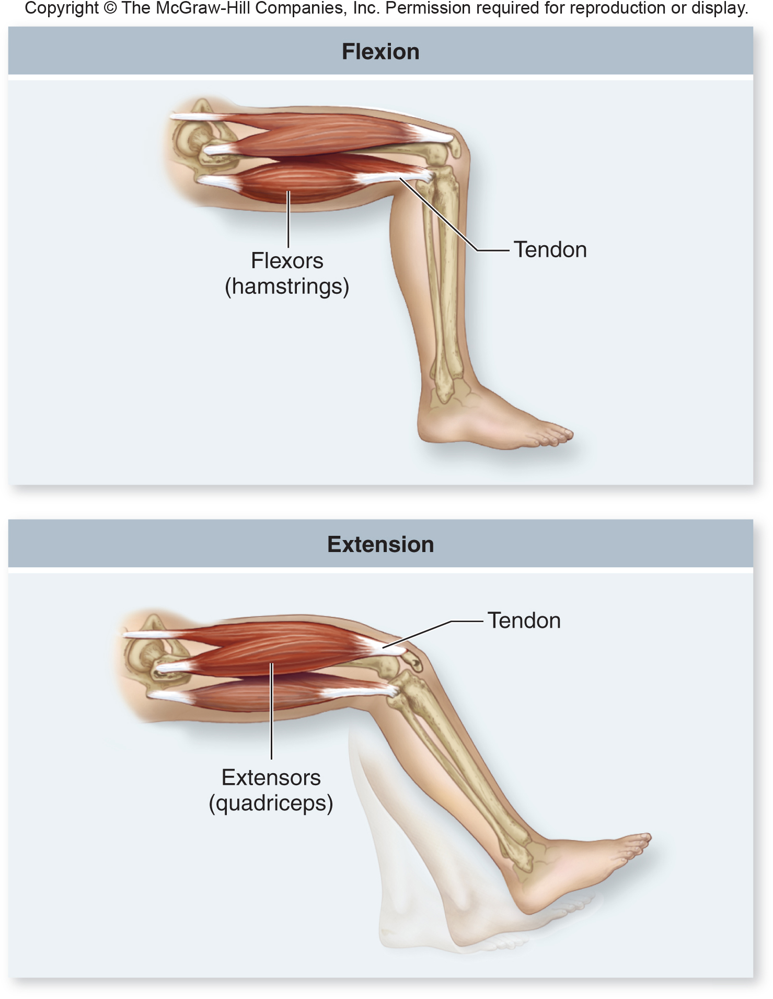 Copyright © The McGraw-Hill Companies, Inc. Permission required for reproduction or display.
Flexion
Tendon
Flexors
(hamstrings)
Extension
Tendon
Extensors
(quadriceps)